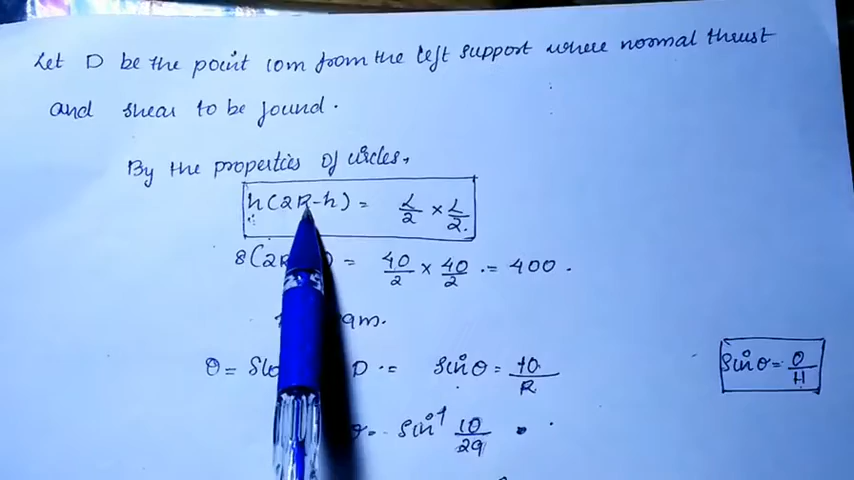 Let D be the point 10m from the left support where normal thrust
and shear to be found.
By the properties of circles,
h(2R-h) = L/2 × L/2.
8(2R = 40/2 × 40/2 = 400.
9m.
θ = Slo D = sinθ = 10/R
sinθ = O/H
θ = sin⁻¹ 10/29